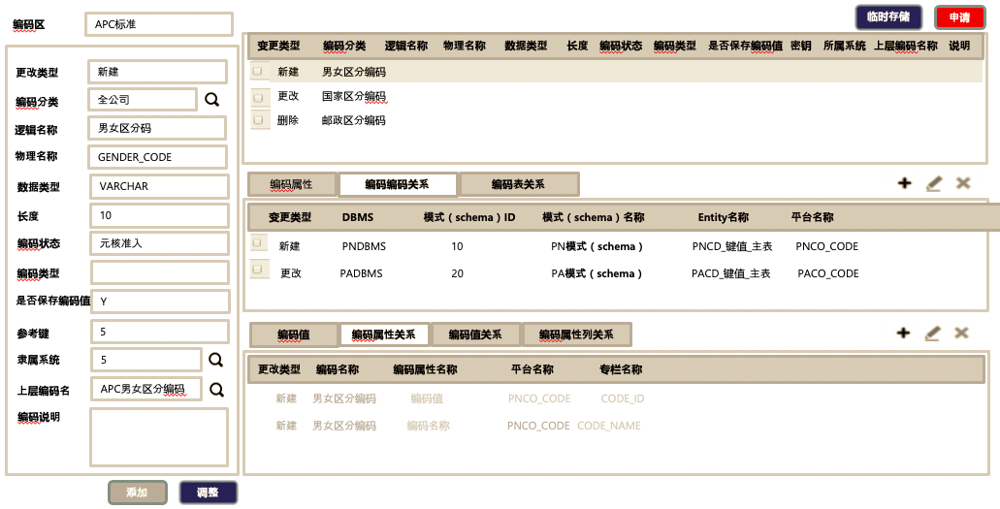 编码区 APC标准
临时存储 申请
更改类型 新建
编码分类 全公司
逻辑名称 男女区分码
物理名称 GENDER_CODE
数据类型 VARCHAR
长度 10
编码状态 元核准入
编码类型
是否保存编码值 Y
参考键 5
隶属系统 5
上层编码名 APC男女区分编码
编码说明
添加 调整
变更类型 编码分类 逻辑名称 物理名称 数据类型 长度 编码状态 编码类型 是否保存编码值 密钥 所属系统 上层编码名称 说明
新建 男女区分编码
更改 国家区分编码
删除 邮政区分编码
编码属性 编码编码关系 编码表关系
变更类型 DBMS 模式（schema）ID 模式（schema）名称 Entity名称 平台名称
新建 PNDBMS 10 PN模式（schema） PNCD_键值_主表 PNCO_CODE
更改 PADBMS 20 PA模式（schema） PACD_键值_主表 PACO_CODE
编码值 编码属性关系 编码值关系 编码属性列关系
更改类型 编码名称 编码属性名称 平台名称 专栏名称
新建 男女区分编码 编码值 PNCO_CODE CODE_ID
新建 男女区分编码 编码名称 PNCO_CODE CODE_NAME